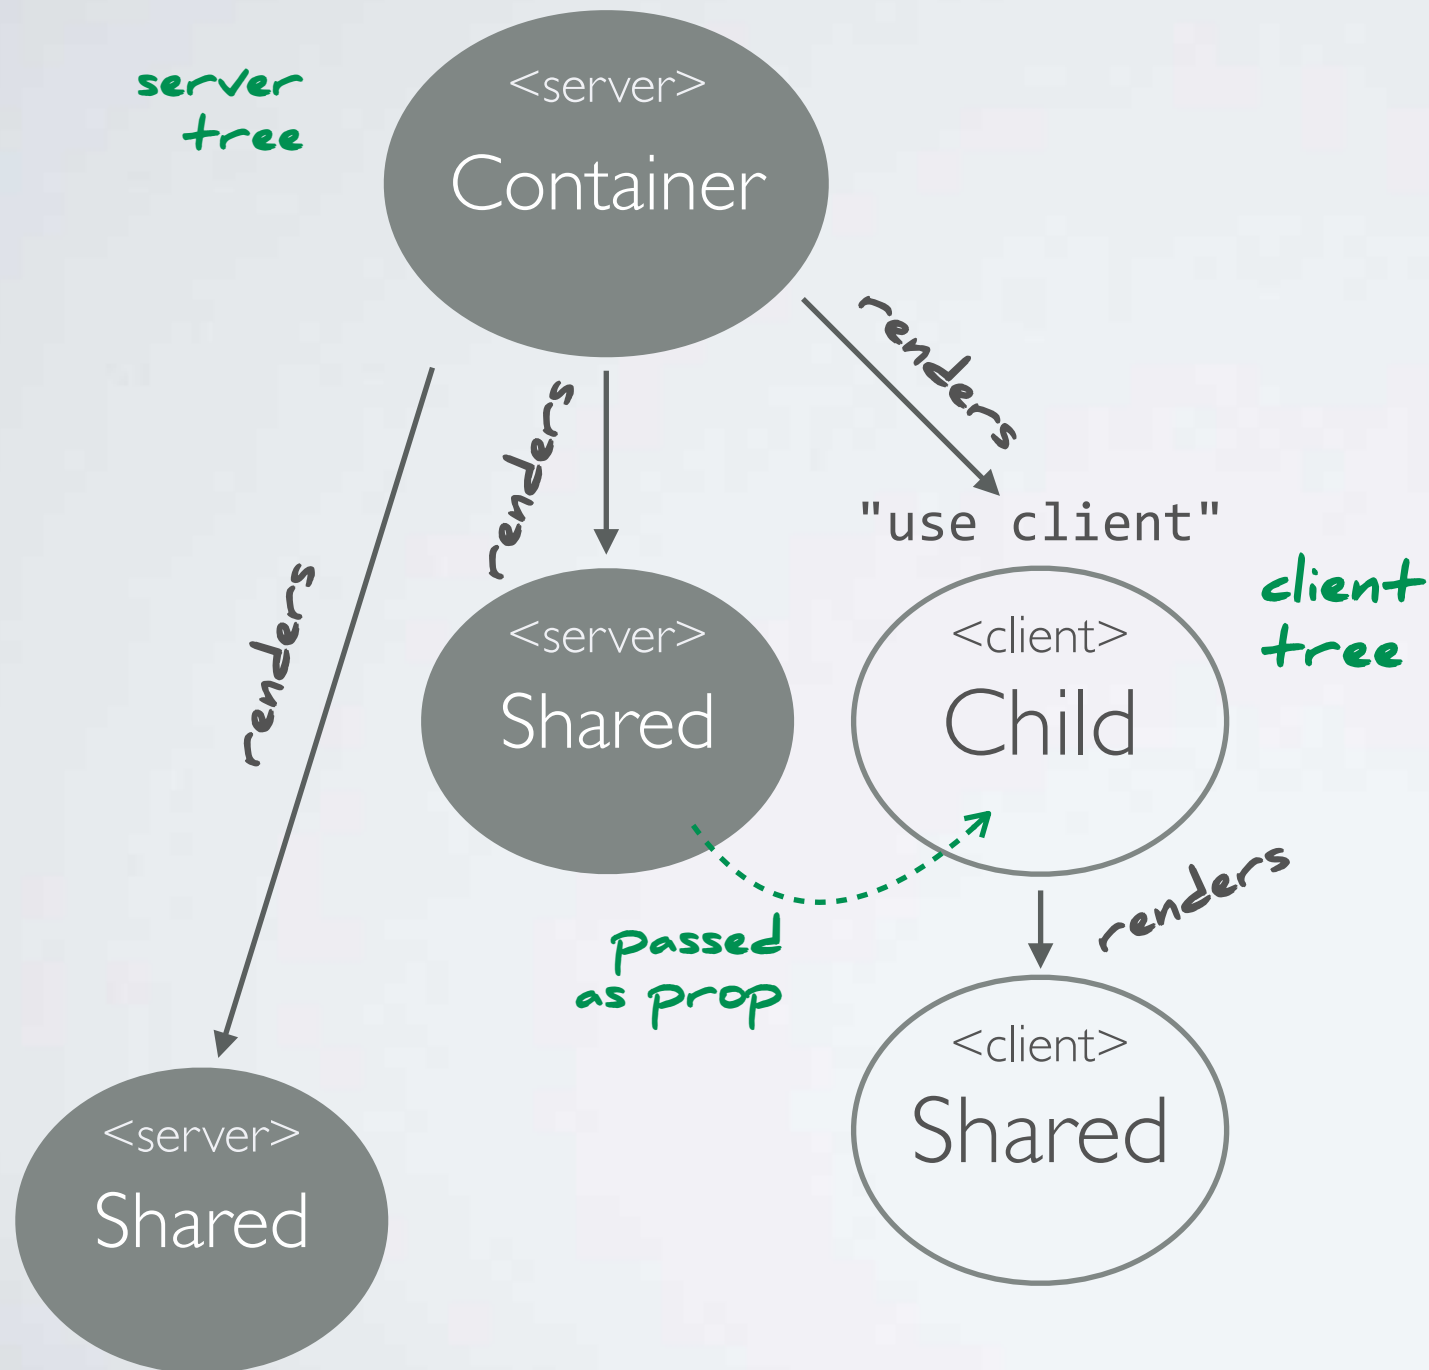 server
tree
<server>
Container
renders
renders
renders
"use client"
<server>
Shared
<client>
Child
client
tree
passed
as prop
renders
<client>
Shared
<server>
Shared